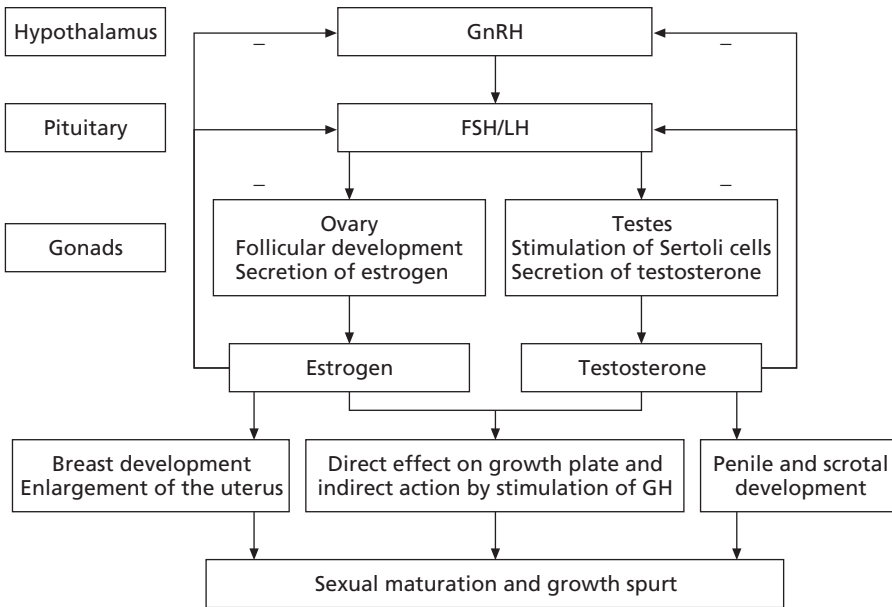 Hypothalamus
GnRH
–
–
Pituitary
FSH/LH
–
–
Gonads
Ovary
Follicular development
Secretion of estrogen
Testes
Stimulation of Sertoli cells
Secretion of testosterone
Estrogen
Testosterone
Breast development
Enlargement of the uterus
Direct effect on growth plate and
indirect action by stimulation of GH
Penile and scrotal
development
Sexual maturation and growth spurt